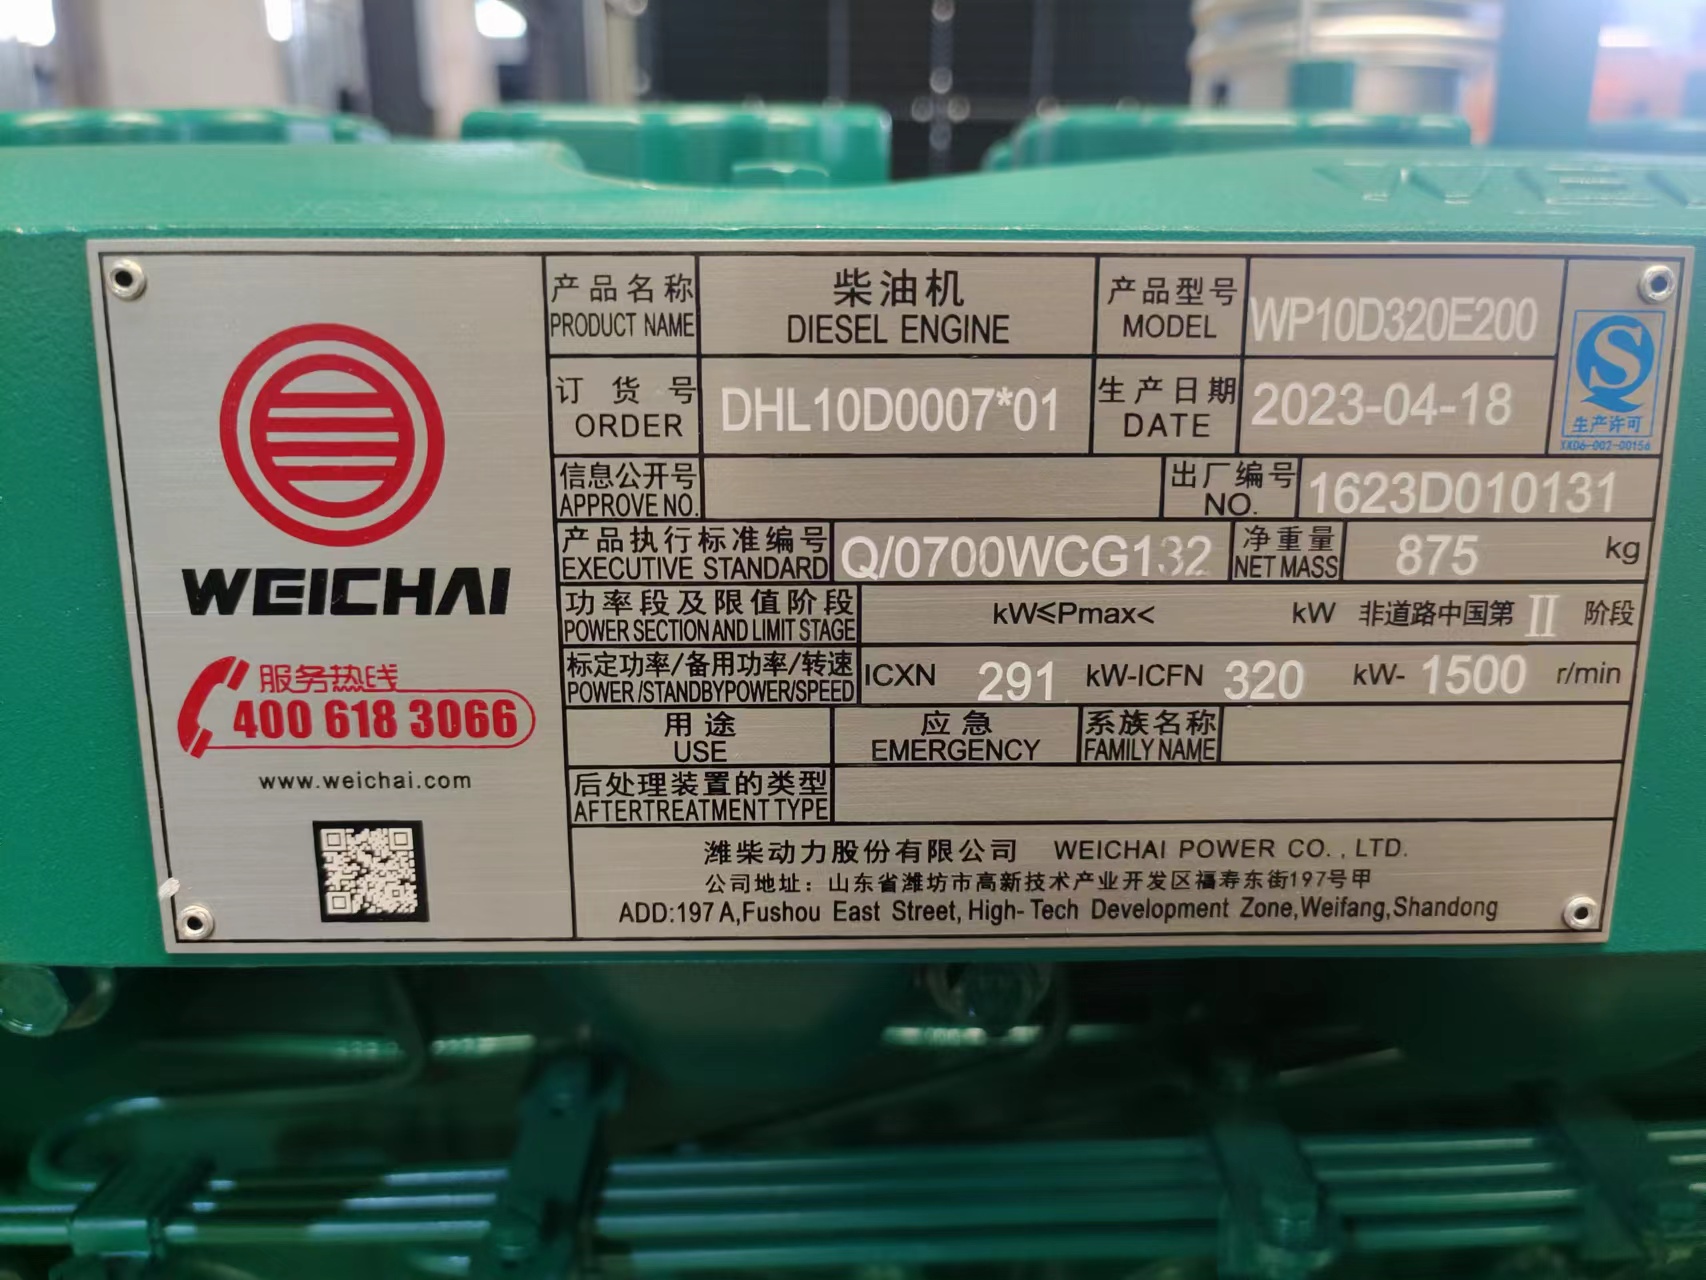 WEI
WEICHAI
服务热线
400 618 3066
www.weichai.com
产品名称
PRODUCT NAME
柴油机
DIESEL ENGINE
产品型号
MODEL
WP10D320E200
订 货 号
ORDER
DHL10D0007*01
生产日期
DATE
2023-04-18
S
生产许可
XK06-002-00156
信息公开号
APPROVE NO.
出厂编号
NO.
1623D010131
产品执行标准编号
EXECUTIVE STANDARD
Q/0700WCG132
净重量
NET MASS
875 kg
功率段及限值阶段
POWER SECTION AND LIMIT STAGE
kW≤Pmax< kW 非道路中国第 II 阶段
标定功率/备用功率/转速
POWER/STANDBYPOWER/SPEED
ICXN 291 kW-ICFN 320 kW- 1500 r/min
用 途
USE
应 急
EMERGENCY
系族名称
FAMILY NAME
后处理装置的类型
AFTERTREATMENT TYPE
潍柴动力股份有限公司 WEICHAI POWER CO. , LTD.
公司地址：山东省潍坊市高新技术产业开发区福寿东街197号甲
ADD:197 A,Fushou East Street, High- Tech Development Zone,Weifang,Shandong